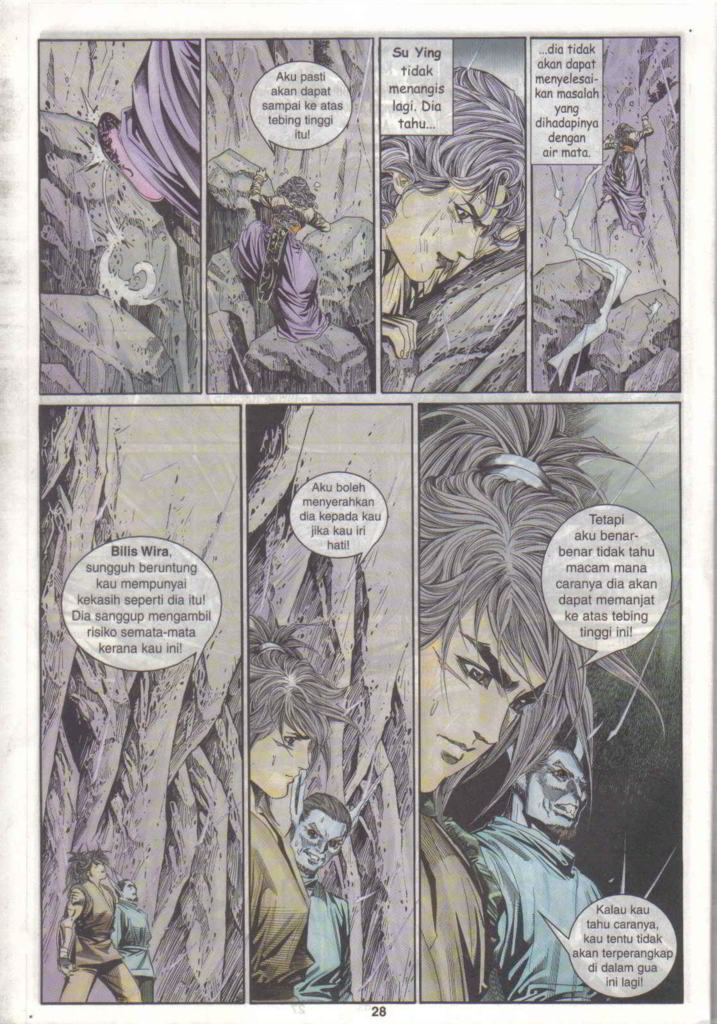 Aku pasti
akan dapat
sampai ke atas
tebing tinggi
itu!
Su Ying
tidak
menangis
lagi. Dia
tahu...
...dia tidak
akan dapat
menyelesai-
kan masalah
yang
dihadapinya
dengan
air mata.
Bilis Wira,
sungguh beruntung
kau mempunyai
kekasih seperti dia itu!
Dia sanggup mengambil
risiko semata-mata
kerana kau ini!
Aku boleh
menyerahkan
dia kepada kau
jika kau iri
hati!
Tetapi
aku benar-
benar tidak tahu
macam mana
caranya dia akan
dapat memanjat
ke atas tebing
tinggi ini!
Kalau kau
tahu caranya,
kau tentu tidak
akan terperangkap
di dalam gua
ini lagi!
28